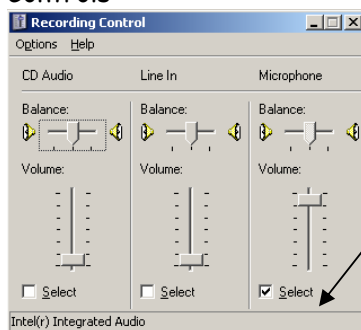 Recording Control
Options Help
CD Audio Line In Microphone
Balance: Balance: Balance:
Volume: Volume: Volume:
Select Select Select
Intel(r) Integrated Audio